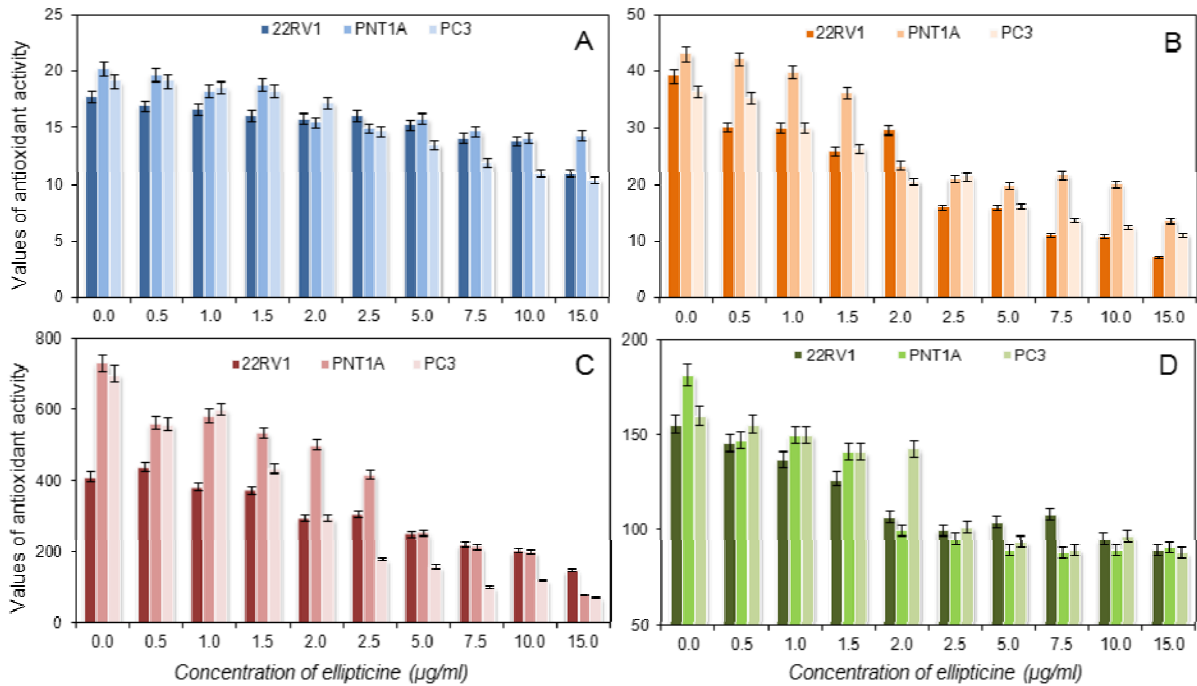 25
20
15
10
5
0
Values of antioxidant activity
22RV1 PNT1A PC3
A
0.0 0.5 1.0 1.5 2.0 2.5 5.0 7.5 10.0 15.0
50
40
30
20
10
0
22RV1 PNT1A PC3
B
0.0 0.5 1.0 1.5 2.0 2.5 5.0 7.5 10.0 15.0
800
600
400
200
0
Values of antioxidant activity
22RV1 PNT1A PC3
C
0.0 0.5 1.0 1.5 2.0 2.5 5.0 7.5 10.0 15.0
Concentration of ellipticine (µg/ml)
200
150
100
50
22RV1 PNT1A PC3
D
0.0 0.5 1.0 1.5 2.0 2.5 5.0 7.5 10.0 15.0
Concentration of ellipticine (µg/ml)